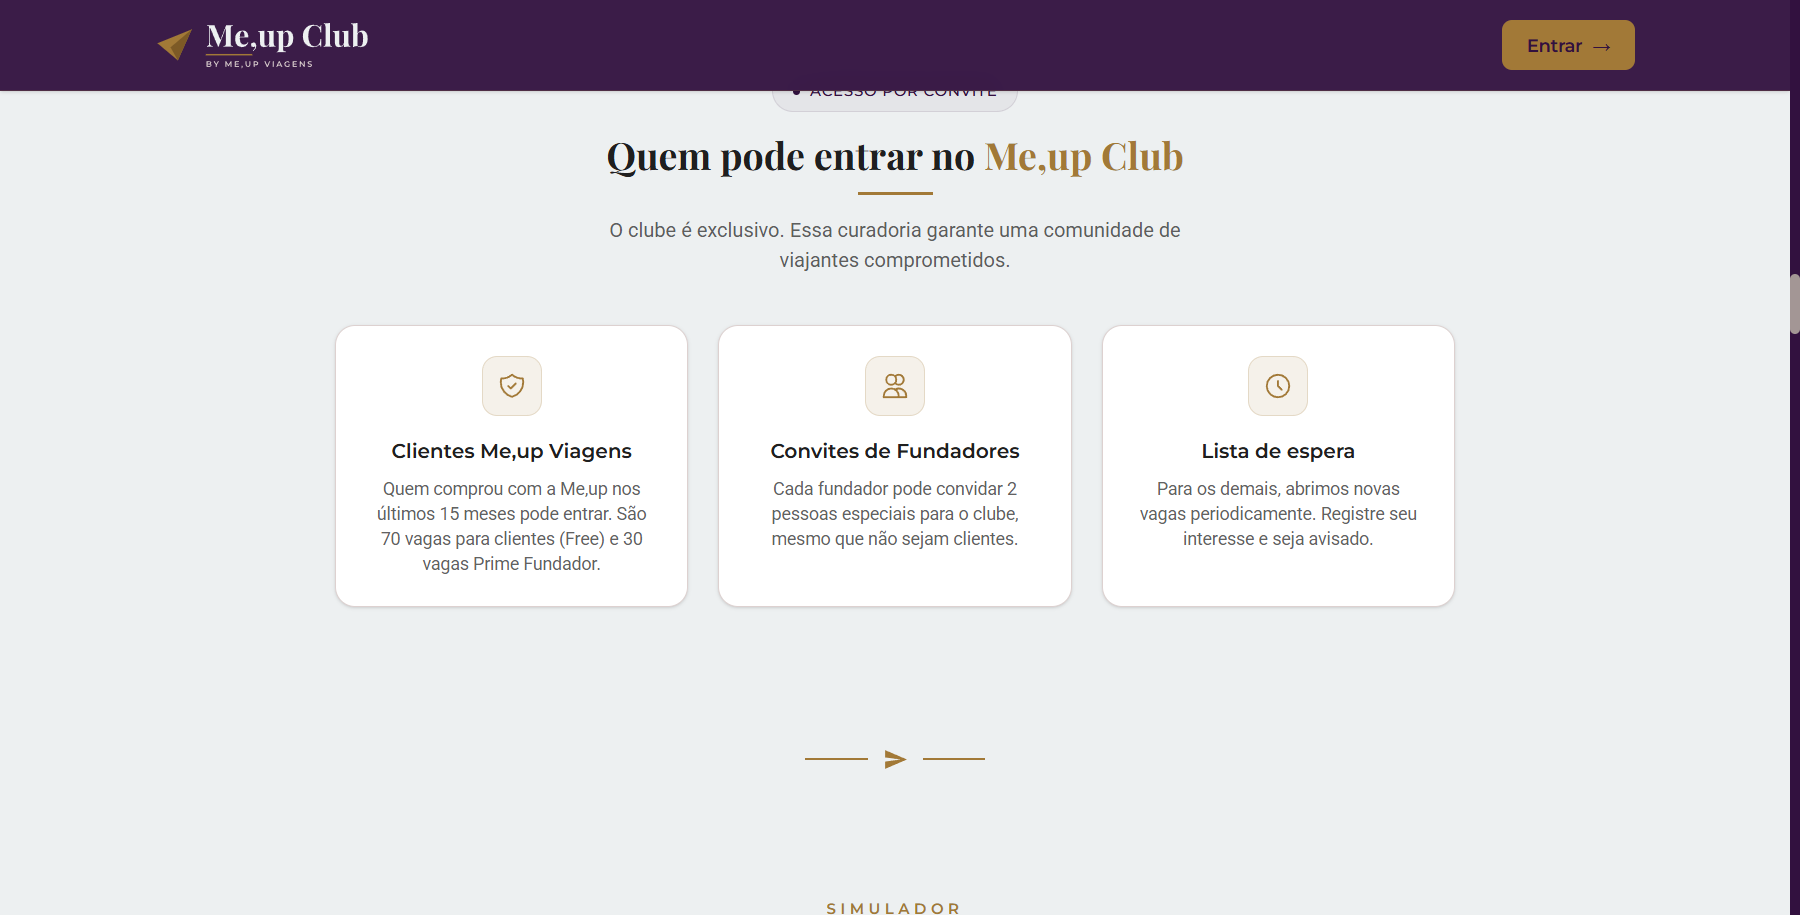 Me,up Club
BY ME,UP VIAGENS
Entrar →
ACESSO POR CONVITE
Quem pode entrar no Me,up Club
O clube é exclusivo. Essa curadoria garante uma comunidade de
viajantes comprometidos.
Clientes Me,up Viagens
Quem comprou com a Me,up nos
últimos 15 meses pode entrar. São
70 vagas para clientes (Free) e 30
vagas Prime Fundador.
Convites de Fundadores
Cada fundador pode convidar 2
pessoas especiais para o clube,
mesmo que não sejam clientes.
Lista de espera
Para os demais, abrimos novas
vagas periodicamente. Registre seu
interesse e seja avisado.
SIMULADOR